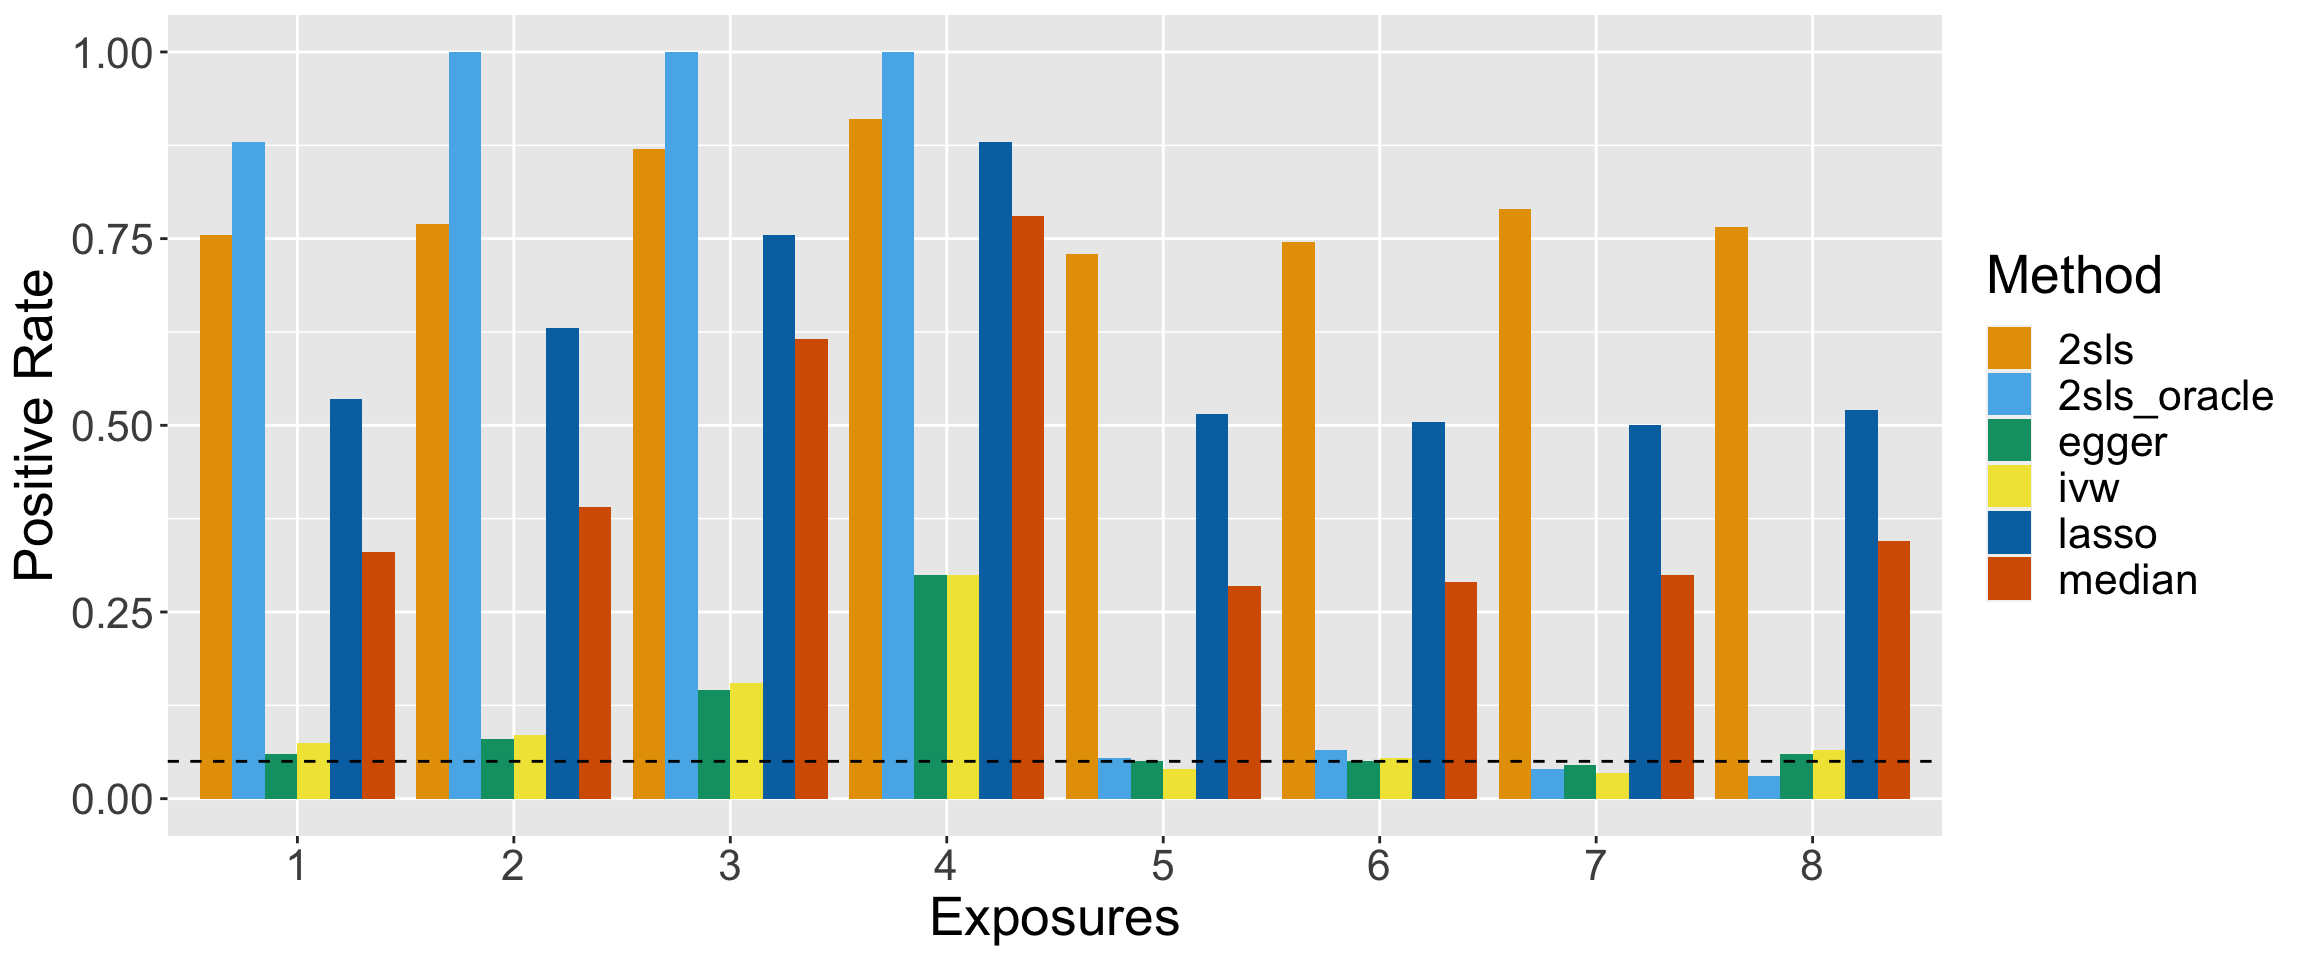 1.00
0.75
0.50
0.25
0.00
Positive Rate
1 2 3 4 5 6 7 8
Exposures
Method
2sls
2sls_oracle
egger
ivw
lasso
median